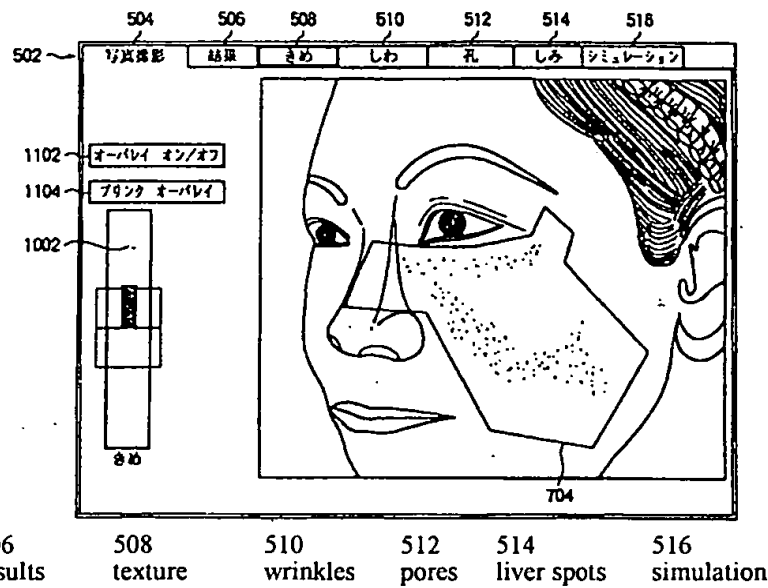 504 506 508 510 512 514 518
502 写真撮影 結果 きめ しわ 孔 しみ シミュレーション
1102 オーバレイ オン/オフ
1104 ブリンク オーバレイ
1002
きめ
704
06 508 510 512 514 516
sults texture wrinkles pores liver spots simulation